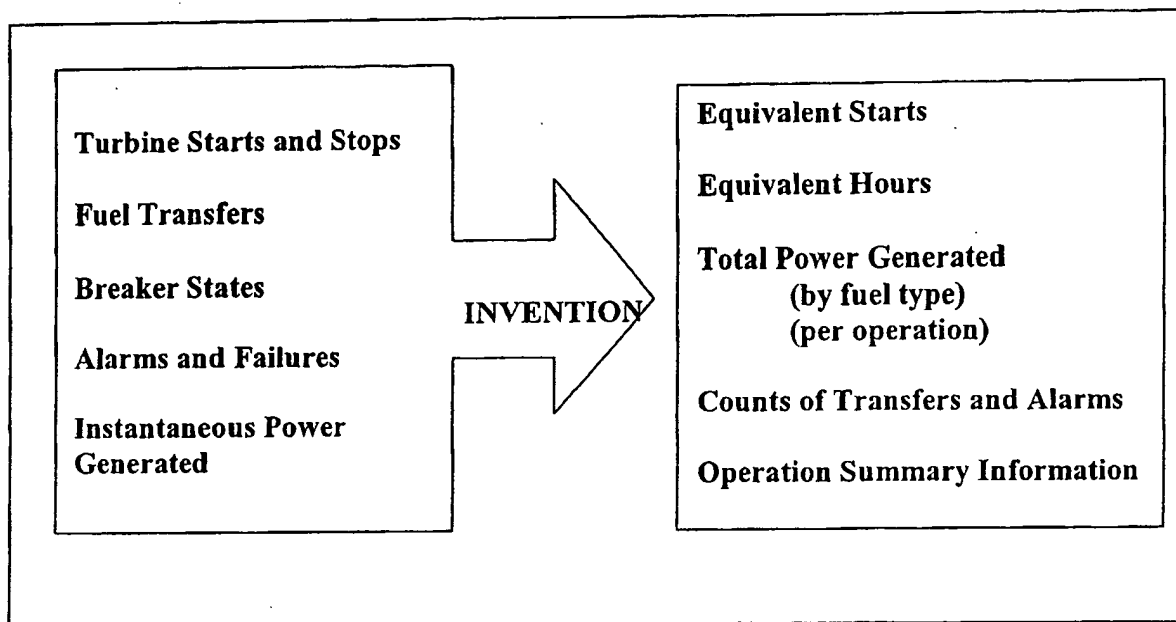 Turbine Starts and Stops
Fuel Transfers
Breaker States
Alarms and Failures
Instantaneous Power
Generated
INVENTION
Equivalent Starts
Equivalent Hours
Total Power Generated
(by fuel type)
(per operation)
Counts of Transfers and Alarms
Operation Summary Information